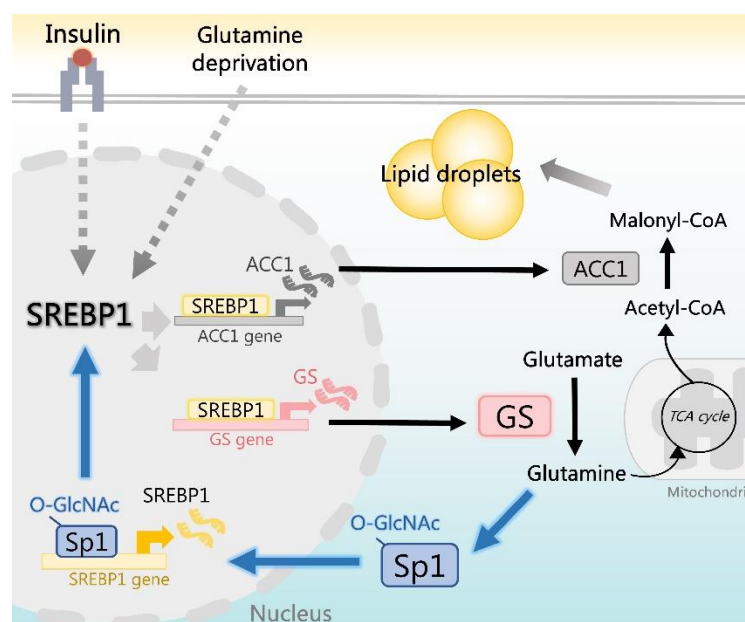 Insulin
Glutamine
deprivation
Lipid droplets
Malonyl-CoA
ACC1
ACC1
SREBP1
SREBP1
ACC1 gene
Acetyl-CoA
Glutamate
GS
SREBP1
GS gene
GS
TCA cycle
Glutamine
Mitochondri
SREBP1
O-GlcNAc
Sp1
SREBP1 gene
O-GlcNAc
Sp1
Nucleus